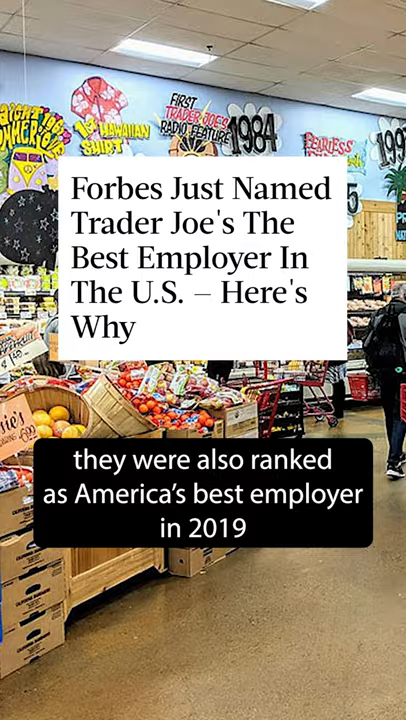 FIRST
TRADER JOE'S
RADIO FEATURE
1984
1ST HAWAIIAN
SHIRT
FEARLESS
Forbes Just Named
Trader Joe's The
Best Employer In
The U.S. – Here's
Why
they were also ranked
as America's best employer
in 2019